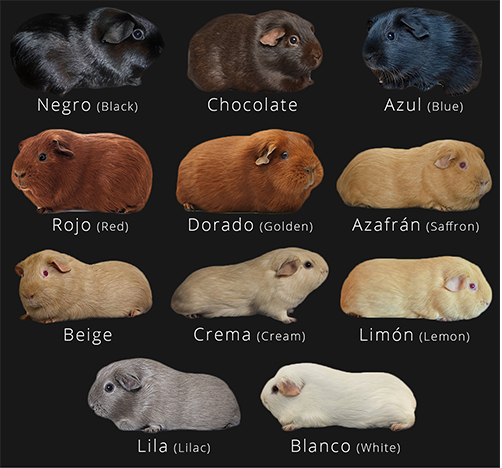 Negro (Black)
Chocolate
Azul (Blue)
Rojo (Red)
Dorado (Golden)
Azafrán (Saffron)
Beige
Crema (Cream)
Limón (Lemon)
Lila (Lilac)
Blanco (White)